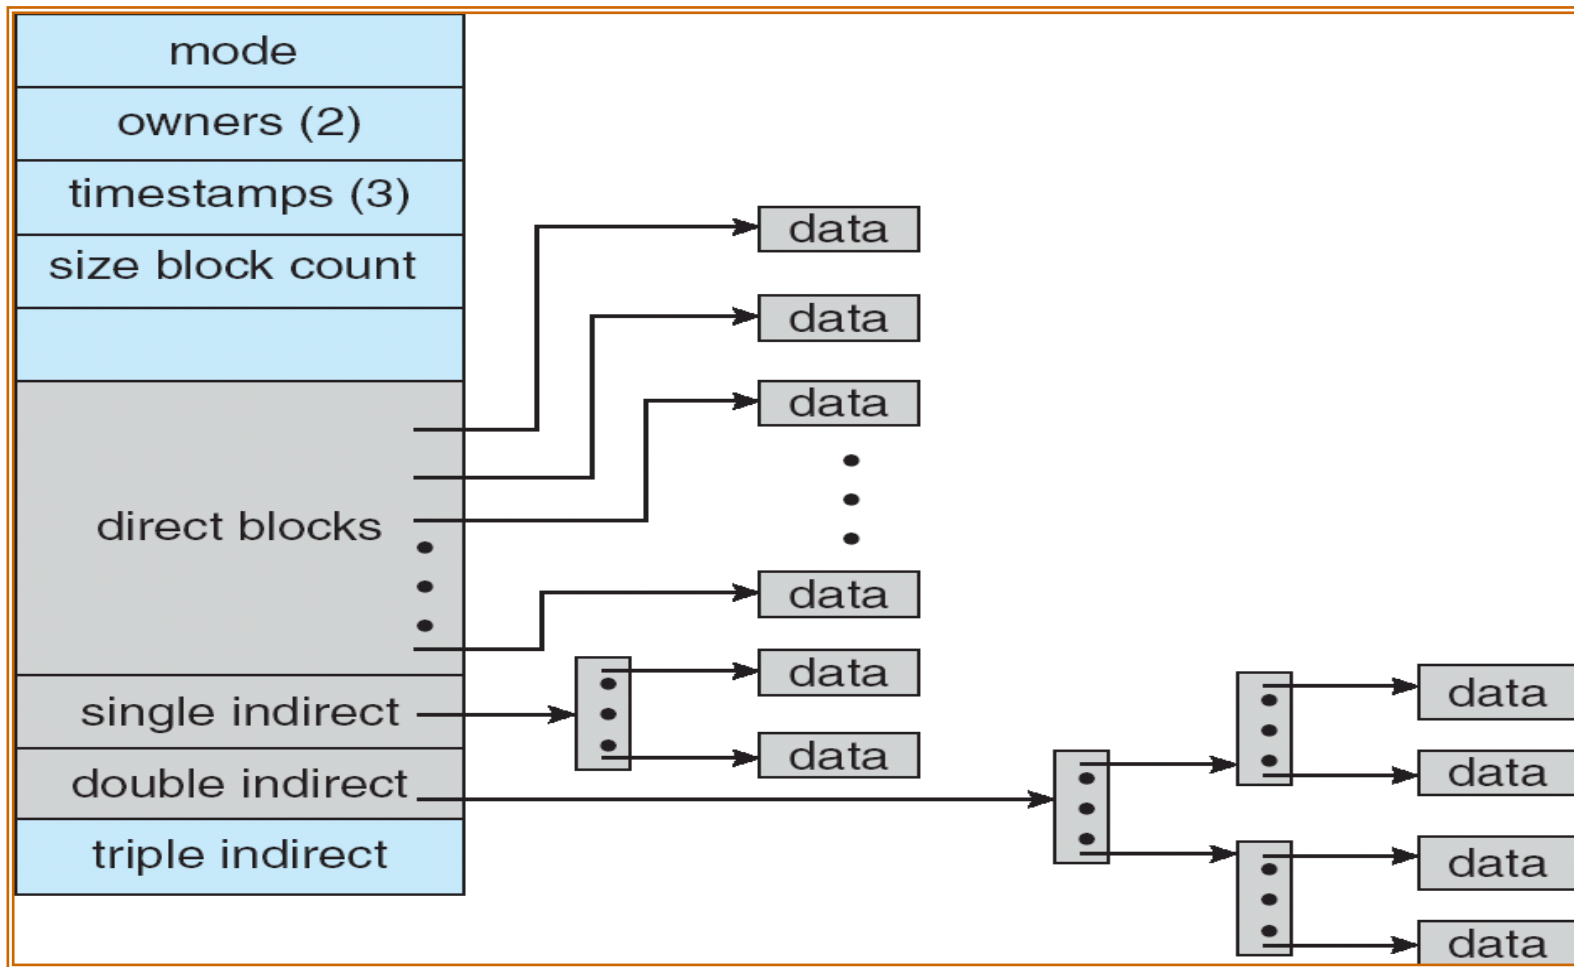 mode
owners (2)
timestamps (3)
size block count
direct blocks
single indirect
double indirect
triple indirect
data
data
data
data
data
data
data
data
data
data